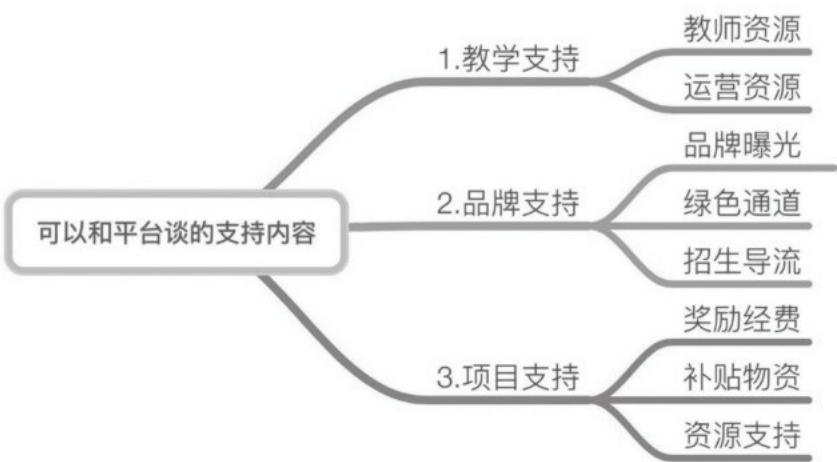 可以和平台谈的支持内容
1.教学支持
教师资源
运营资源
2.品牌支持
品牌曝光
绿色通道
招生导流
3.项目支持
奖励经费
补贴物资
资源支持